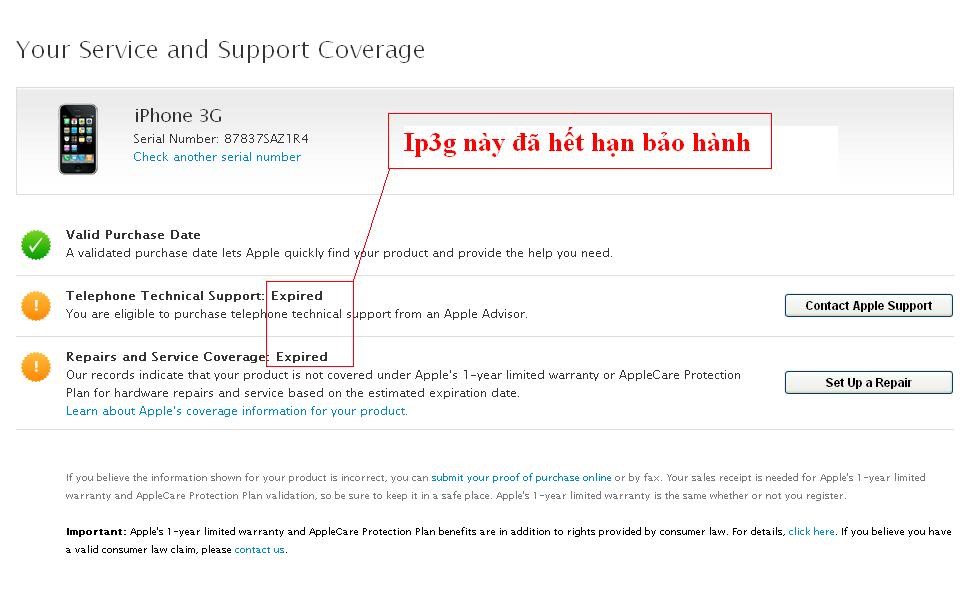 Your Service and Support Coverage
iPhone 3G
Serial Number: 87837SAZ1R4
Check another serial number
Ip3g này đã hết hạn bảo hành
Valid Purchase Date
A validated purchase date lets Apple quickly find your product and provide the help you need.
Telephone Technical Support: Expired
You are eligible to purchase telephone technical support from an Apple Advisor.
Contact Apple Support
Repairs and Service Coverage: Expired
Our records indicate that your product is not covered under Apple's 1-year limited warranty or AppleCare Protection
Plan for hardware repairs and service based on the estimated expiration date.
Learn about Apple's coverage information for your product.
Set Up a Repair
If you believe the information shown for your product is incorrect, you can submit your proof of purchase online or by fax. Your sales receipt is needed for Apple's 1-year limited
warranty and AppleCare Protection Plan validation, so be sure to keep it in a safe place. Apple's 1-year limited warranty is the same whether or not you register.
Important: Apple's 1-year limited warranty and AppleCare Protection Plan benefits are in addition to rights provided by consumer law. For details, click here. If you believe you have
a valid consumer law claim, please contact us.